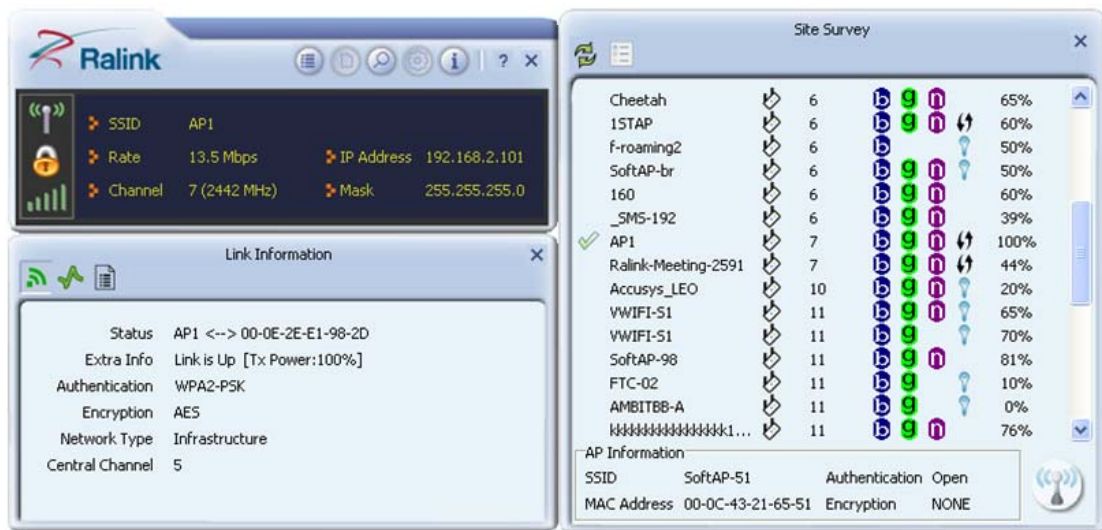 Ralink
? ×
SSID AP1
Rate 13.5 Mbps IP Address 192.168.2.101
Channel 7 (2442 MHz) Mask 255.255.255.0
Link Information
Status AP1 <--> 00-0E-2E-E1-98-2D
Extra Info Link is Up [Tx Power:100%]
Authentication WPA2-PSK
Encryption AES
Network Type Infrastructure
Central Channel 5
Site Survey
Cheetah 6 b g n 65%
1STAP 6 b g n 60%
f-roaming2 6 b 50%
SoftAP-br 6 b g n 50%
160 6 b g n 60%
_SMS-192 6 b g n 39%
AP1 7 b g n 100%
Ralink-Meeting-2591 7 b g n 44%
Accusys_LEO 10 b g n 20%
VWIFI-S1 11 b g n 65%
VWIFI-S1 11 b g 70%
SoftAP-98 11 b g n 81%
FTC-02 11 b g 10%
AMBITBB-A 11 b g 0%
kkkkkkkkkkkkkkkk1... 11 b g n 76%
AP Information
SSID SoftAP-51 Authentication Open
MAC Address 00-0C-43-21-65-51 Encryption NONE